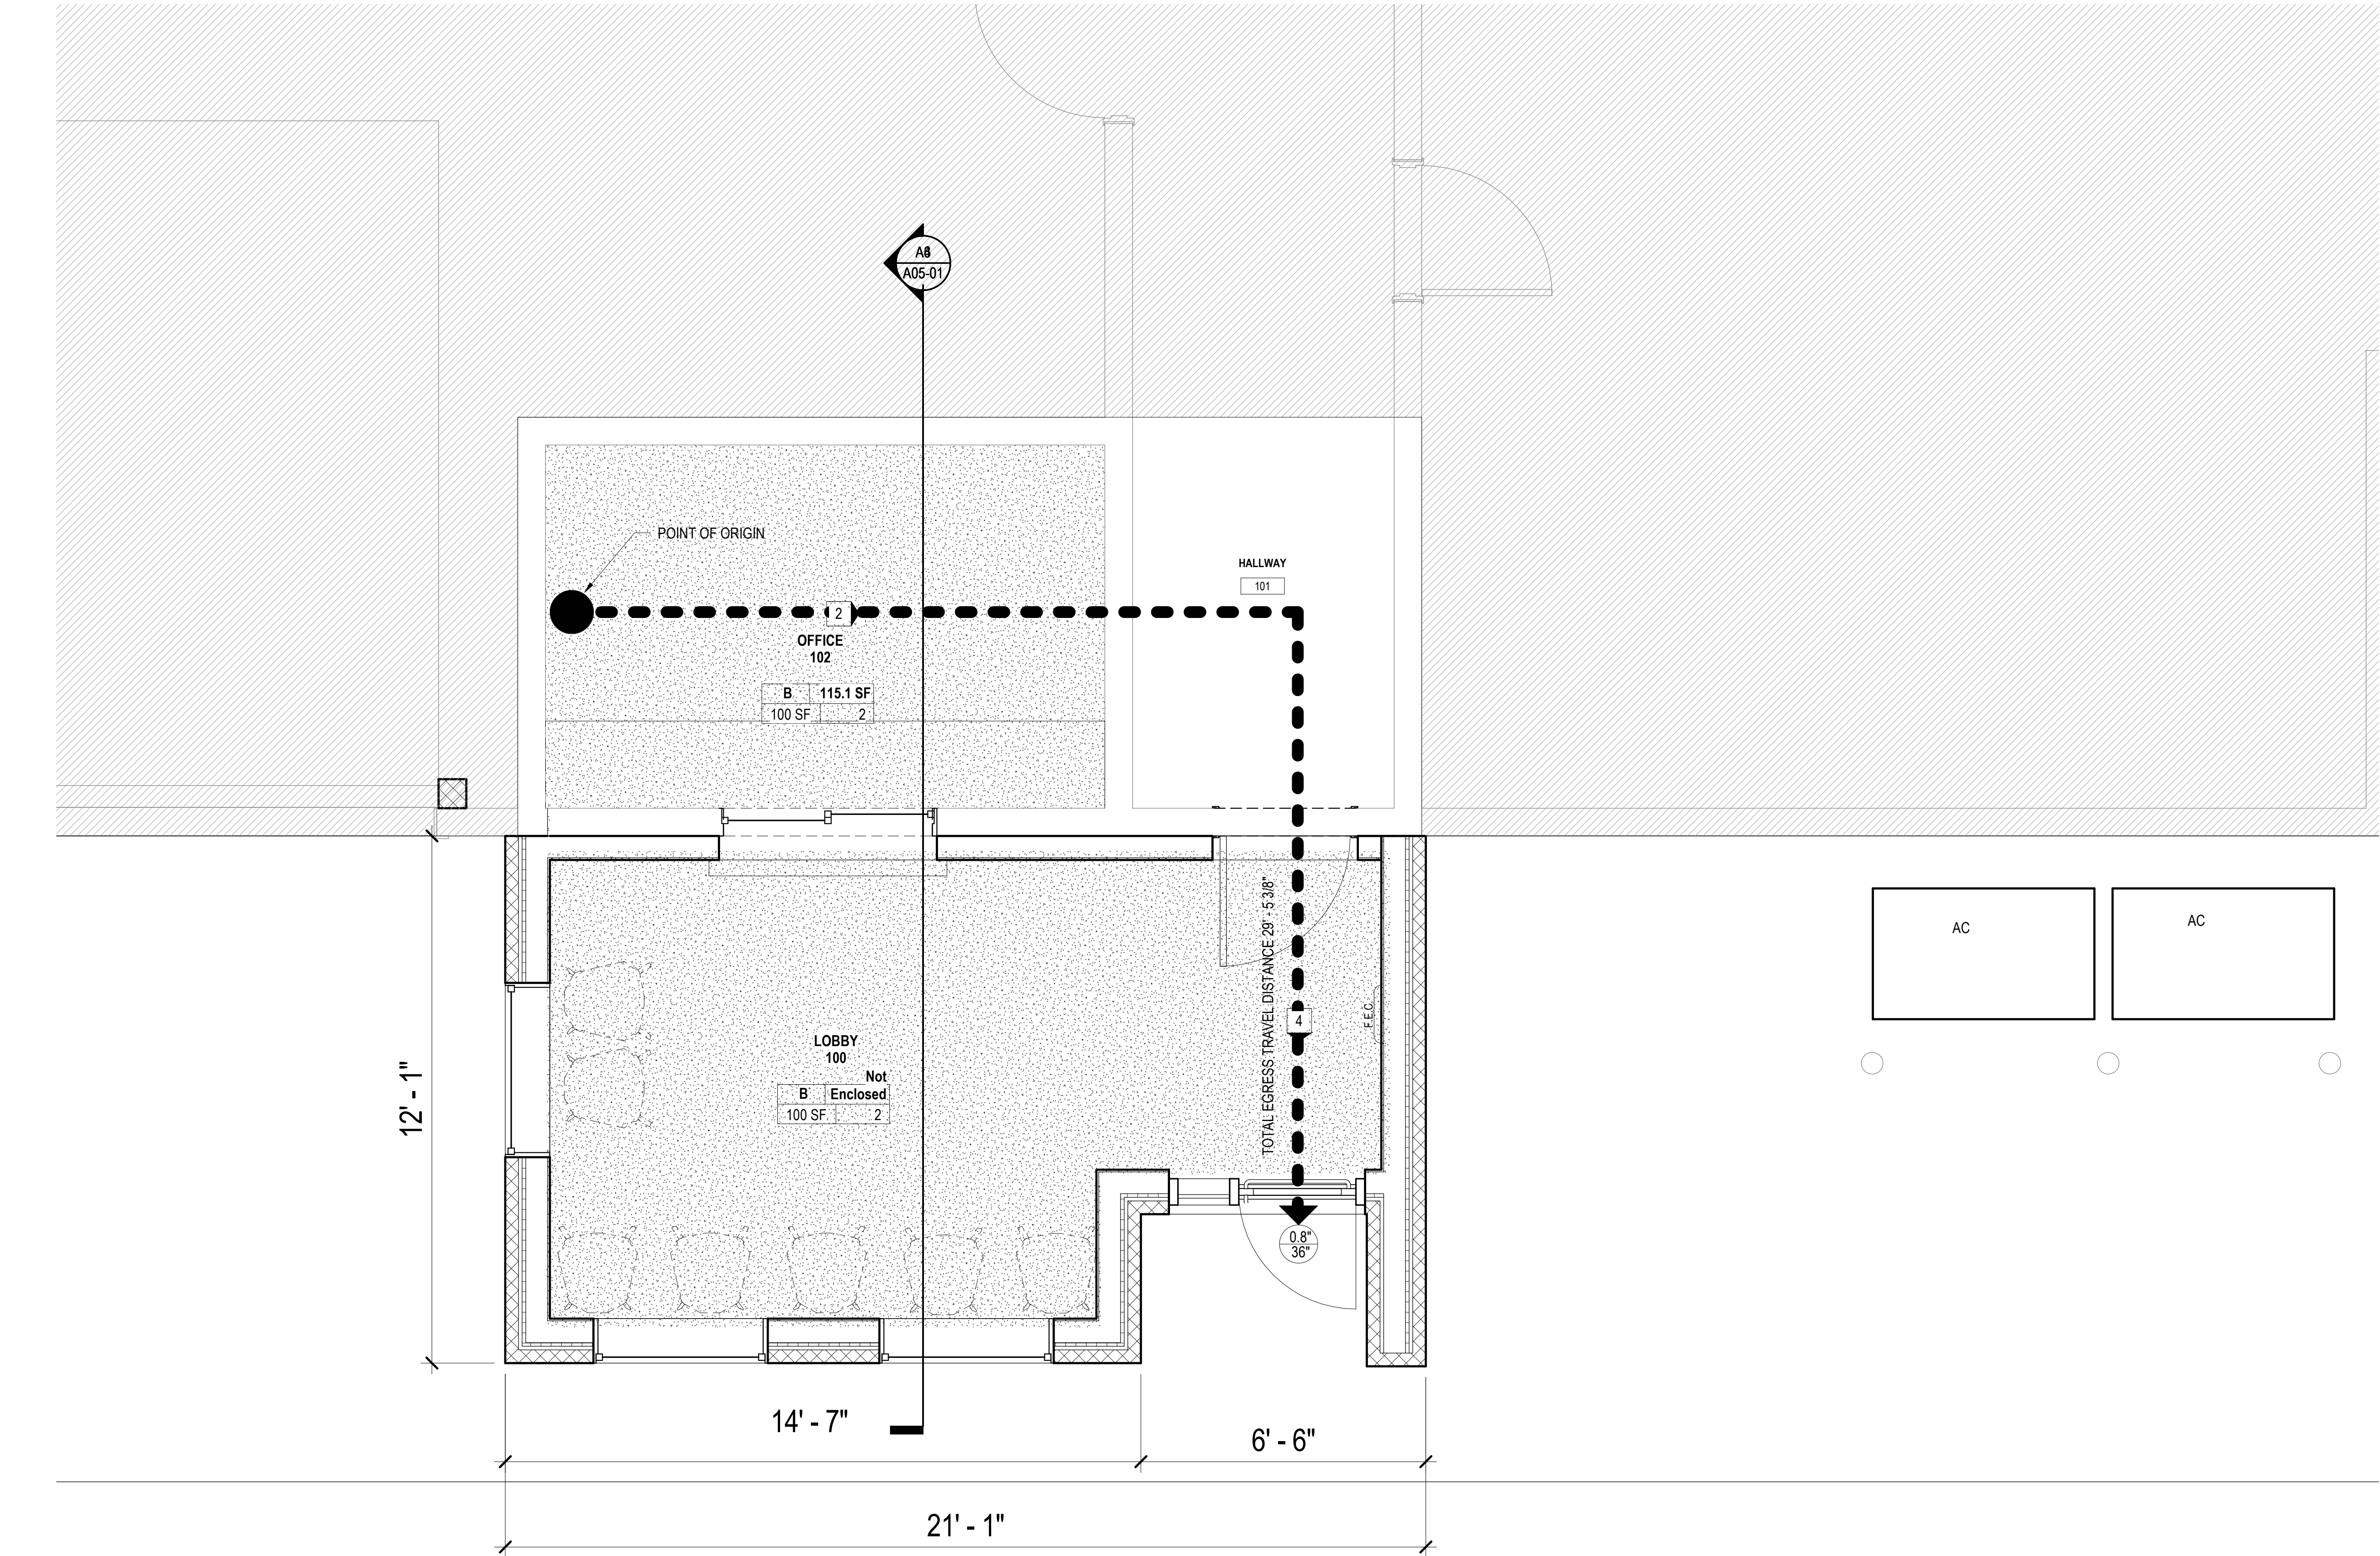 A05-01
POINT OF ORIGIN
HALLWAY
101
2
OFFICE
102
B 115.1 SF
100 SF 2
TOTAL EGRESS TRAVEL DISTANCE 29' - 5 3/8"
F.E.C.
4
AC
AC
LOBBY
100
Not
B Enclosed
100 SF 2
12' - 1"
0.8"
36"
14' - 7"
6' - 6"
21' - 1"